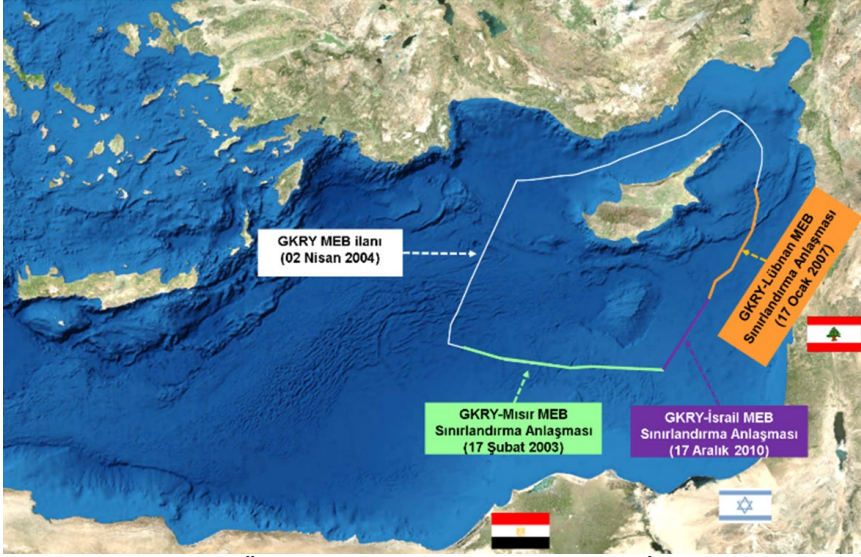 GKRY MEB ilanı
(02 Nisan 2004)
GKRY-Lübnan MEB
Sınırlandırma Anlaşması
(17 Ocak 2007)
GKRY-Mısır MEB
Sınırlandırma Anlaşması
(17 Şubat 2003)
GKRY-İsrail MEB
Sınırlandırma Anlaşması
(17 Aralık 2010)